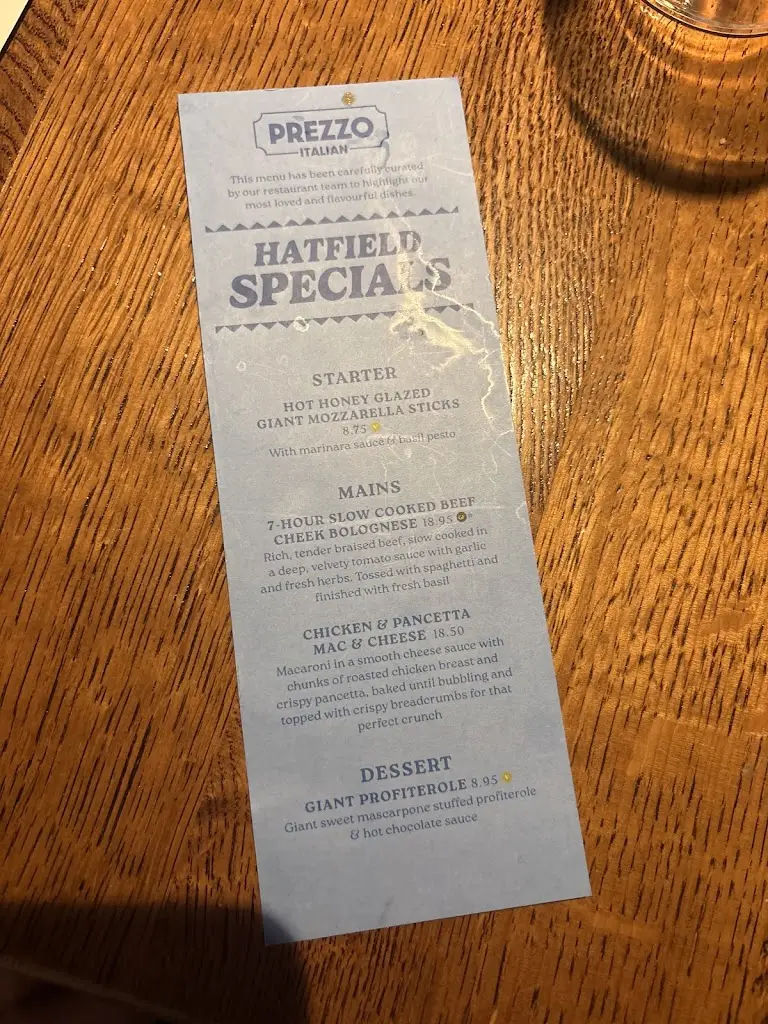 PREZZO
ITALIAN
This menu has been carefully curated
by our restaurant team to highlight our
most loved and flavourful dishes.
HATFIELD
SPECIALS
STARTER
HOT HONEY GLAZED
GIANT MOZZARELLA STICKS
8.75
With marinara sauce & basil pesto
MAINS
7-HOUR SLOW COOKED BEEF
CHEEK BOLOGNESE 18.95
Rich, tender braised beef, slow cooked in
a deep, velvety tomato sauce with garlic
and fresh herbs. Tossed with spaghetti and
finished with fresh basil
CHICKEN & PANCETTA
MAC & CHEESE 18.50
Macaroni in a smooth cheese sauce with
chunks of roasted chicken breast and
crispy pancetta, baked until bubbling and
topped with crispy breadcrumbs for that
perfect crunch
DESSERT
GIANT PROFITEROLE 8.95
Giant sweet mascarpone stuffed profiterole
& hot chocolate sauce